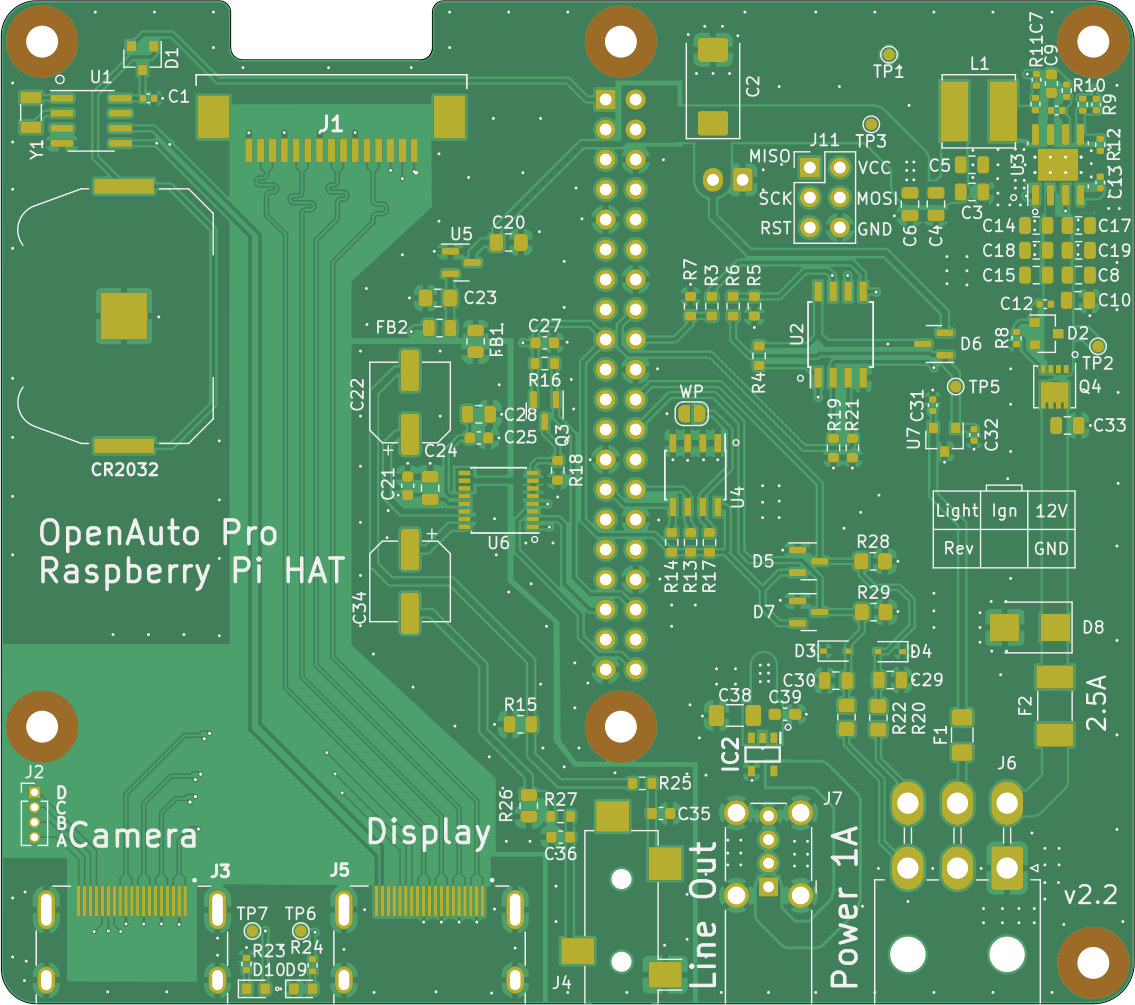 D1
U1
C1
Y1
J1
C2
TP1
TP3
L1
R11 C7
C9
R10
R9
R12
U3
C13
J11
MISO VCC
SCK MOSI
RST GND
C5
C3
C6
C4
C14 C17
C18 C19
C15 C8
C10
C12
R8
D2
TP2
Q4
C33
C20
U5
C23
FB2
FB1
C27
R16
C22
C28
C25
C24
C21
Q3
R18
U6
C34
R7
R3
R6
R5
R4
U2
D6
WP
TP5
C31
U7
C32
R19
R21
U4
R14
R13
R17
CR2032
OpenAuto Pro
Raspberry Pi HAT
Light Ign 12V
Rev GND
D5
R28
R29
D7
D3
D4
C30
C29
D8
F2
2.5A
R22
R20
F1
J6
C38
C39
IC2
R15
R25
R26
R27
C35
C36
J7
J2
D
C
B
A
Camera
Display
J3
J5
TP7
TP6
R23
R24
D10
D9
J4
Line Out
Power 1A
v2.2